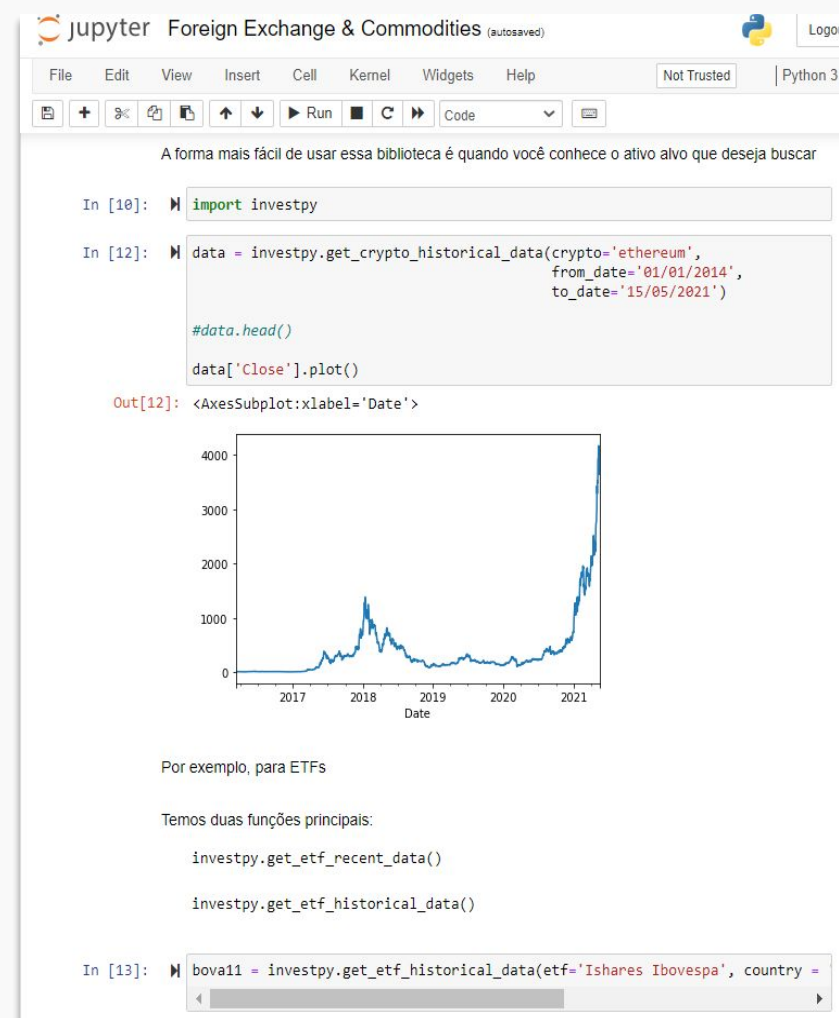 jupyter Foreign Exchange & Commodities (autosaved)
File Edit View Insert Cell Kernel Widgets Help Not Trusted Python 3
Run Code
A forma mais fácil de usar essa biblioteca é quando você conhece o ativo alvo que deseja buscar
In [10]: import investpy
In [12]: data = investpy.get_crypto_historical_data(crypto='ethereum',
from_date='01/01/2014',
to_date='15/05/2021')
#data.head()
data['Close'].plot()
Out[12]: <AxesSubplot:xlabel='Date'>
4000
3000
2000
1000
0
2017 2018 2019 2020 2021
Date
Por exemplo, para ETFs
Temos duas funções principais:
investpy.get_etf_recent_data()
investpy.get_etf_historical_data()
In [13]: bova11 = investpy.get_etf_historical_data(etf='Ishares Ibovespa', country =